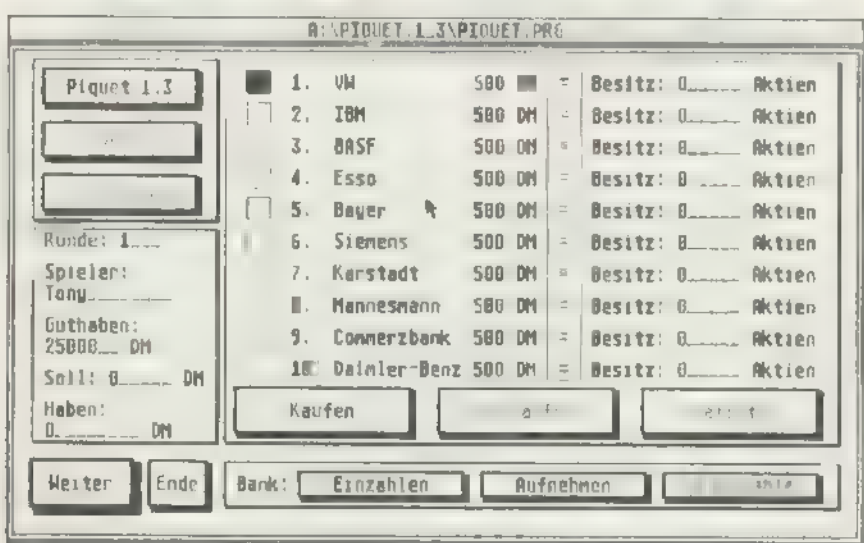 A:\PIQUET.1_3\PIQUET.PRG
Piquet 1.3
1. VW 500 = Besitz: 0 Aktien
2. IBM 500 DM = Besitz: 0 Aktien
3. BASF 500 DM = Besitz: 0 Aktien
4. Esso 500 DM = Besitz: 0 Aktien
5. Bayer 500 DM = Besitz: 0 Aktien
6. Siemens 500 DM = Besitz: 0 Aktien
7. Karstadt 500 DM = Besitz: 0 Aktien
Mannesmann 500 DM = Besitz: 0 Aktien
9. Commerzbank 500 DM = Besitz: 0 Aktien
10 Daimler-Benz 500 DM = Besitz: 0 Aktien
Runde: 1
Spieler:
Tony
Guthaben:
25000 DM
Soll: 0 DM
Haben:
0 DM
Kaufen
Weiter
Ende
Bank: Einzahlen Aufnehmen